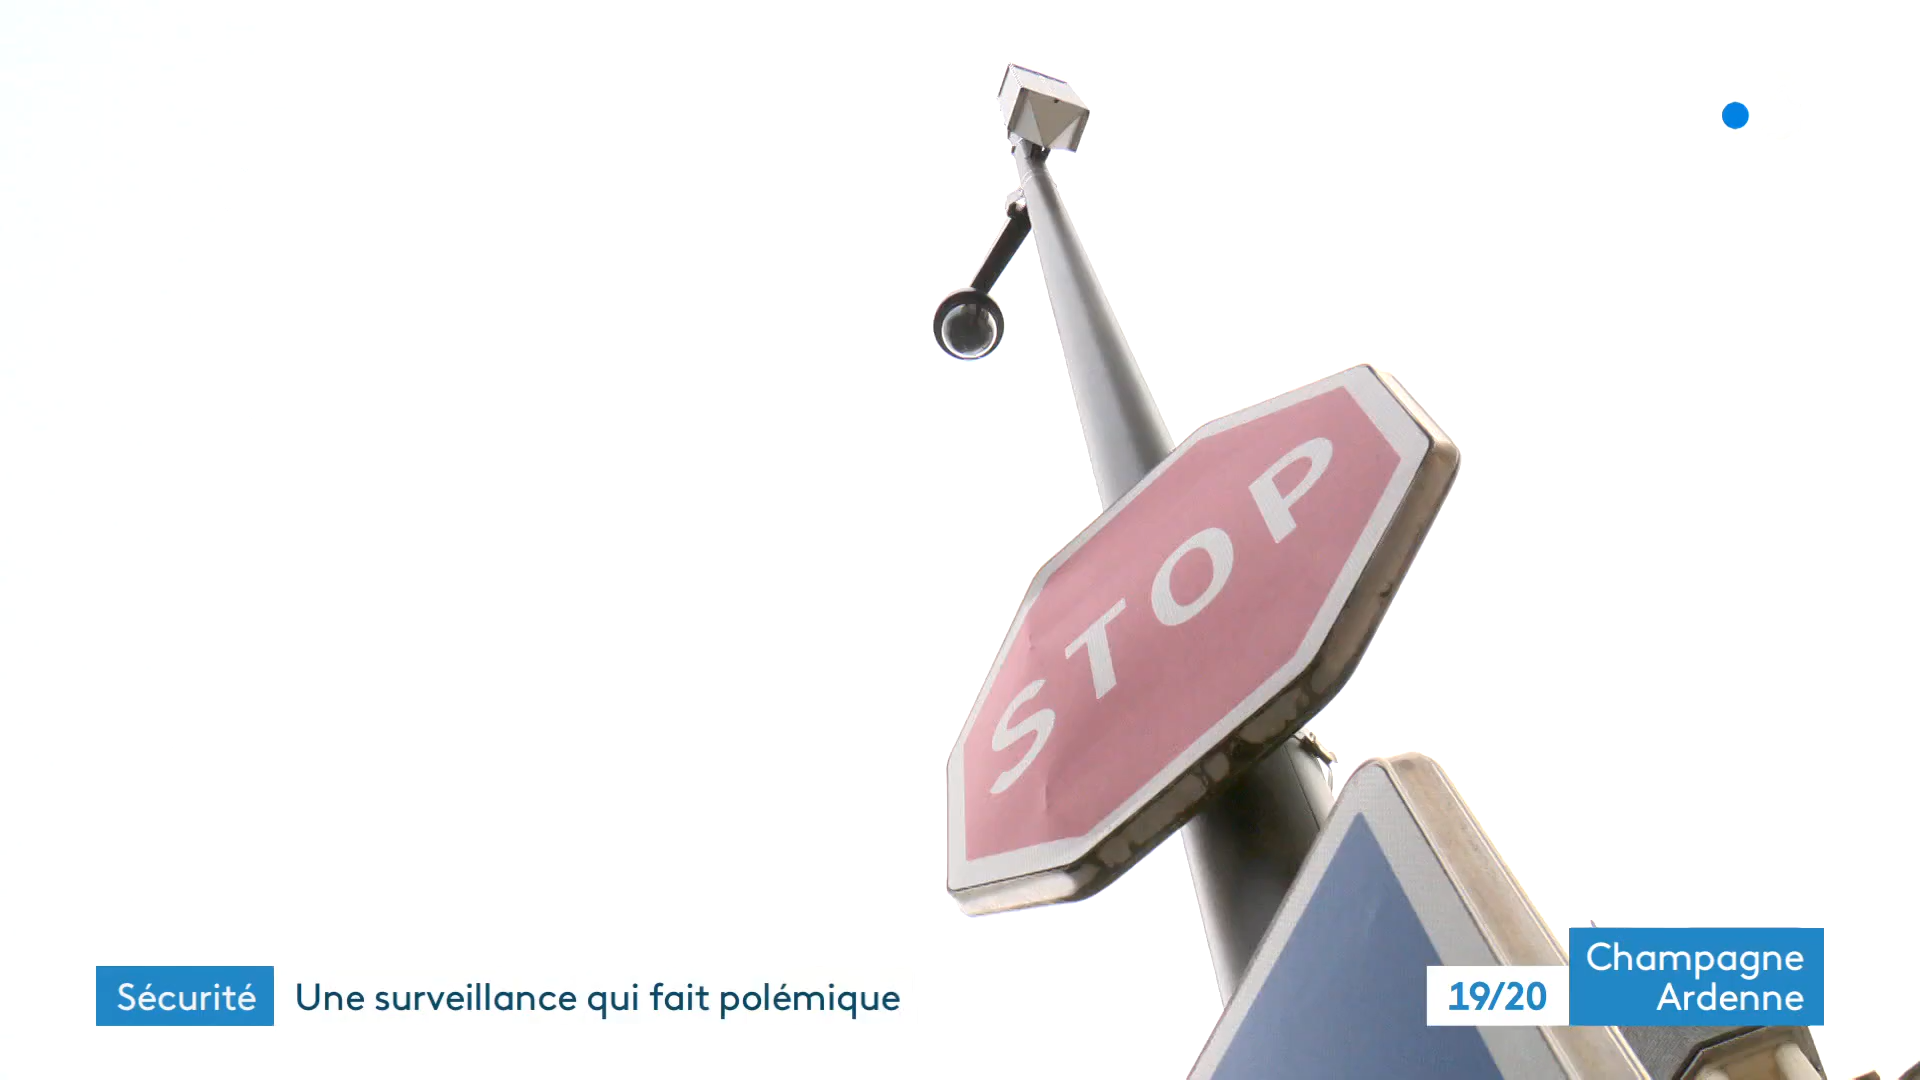 STOP
Sécurité
Une surveillance qui fait polémique
19/20
Champagne
Ardenne